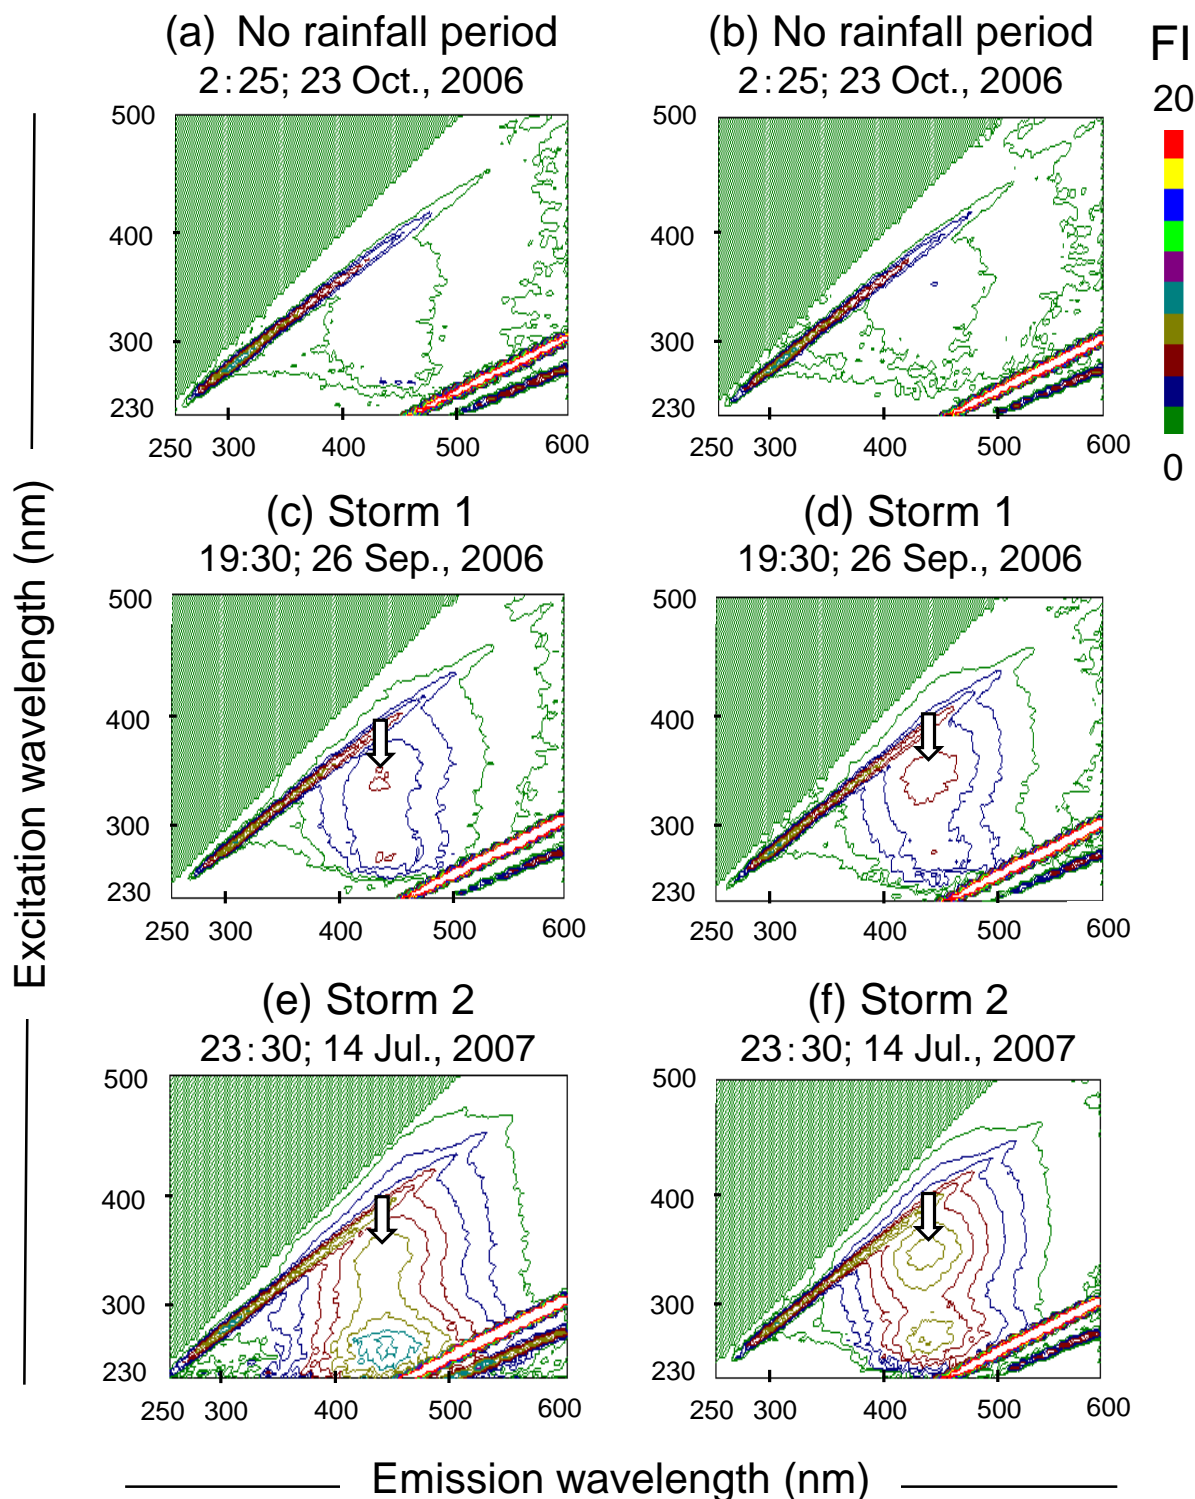 (a) No rainfall period
2:25; 23 Oct., 2006
(b) No rainfall period
2:25; 23 Oct., 2006
FI
20
0
500
400
300
230
250 300 400 500 600
500
400
300
230
250 300 400 500 600
(c) Storm 1
19:30; 26 Sep., 2006
(d) Storm 1
19:30; 26 Sep., 2006
500
400
300
230
250 300 400 500 600
500
400
300
230
250 300 400 500 600
(e) Storm 2
23:30; 14 Jul., 2007
(f) Storm 2
23:30; 14 Jul., 2007
500
400
300
230
250 300 400 500 600
500
400
300
230
250 300 400 500 600
Excitation wavelength (nm)
Emission wavelength (nm)